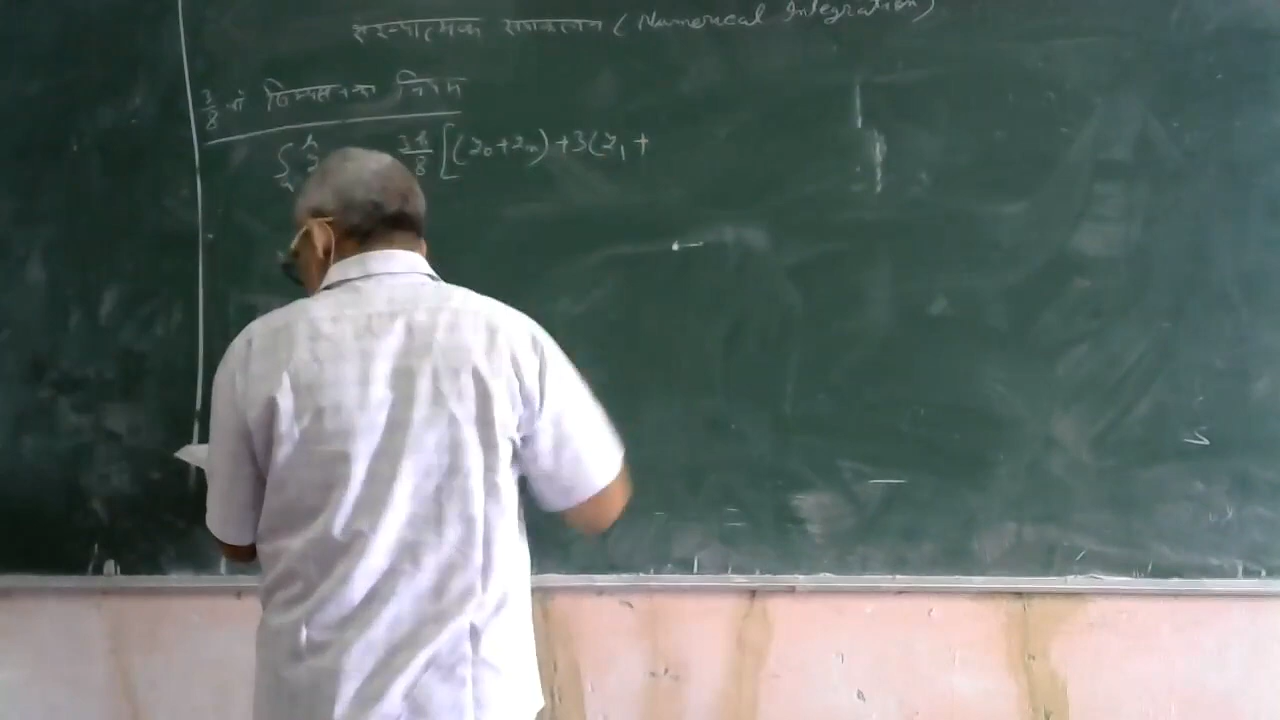 संख्यात्मक समाकलन (Numerical Integration)
3/8 वाँ सिम्पसन का नियम
∫ 3h/8 [(y₀+yₙ)+3(y₁+